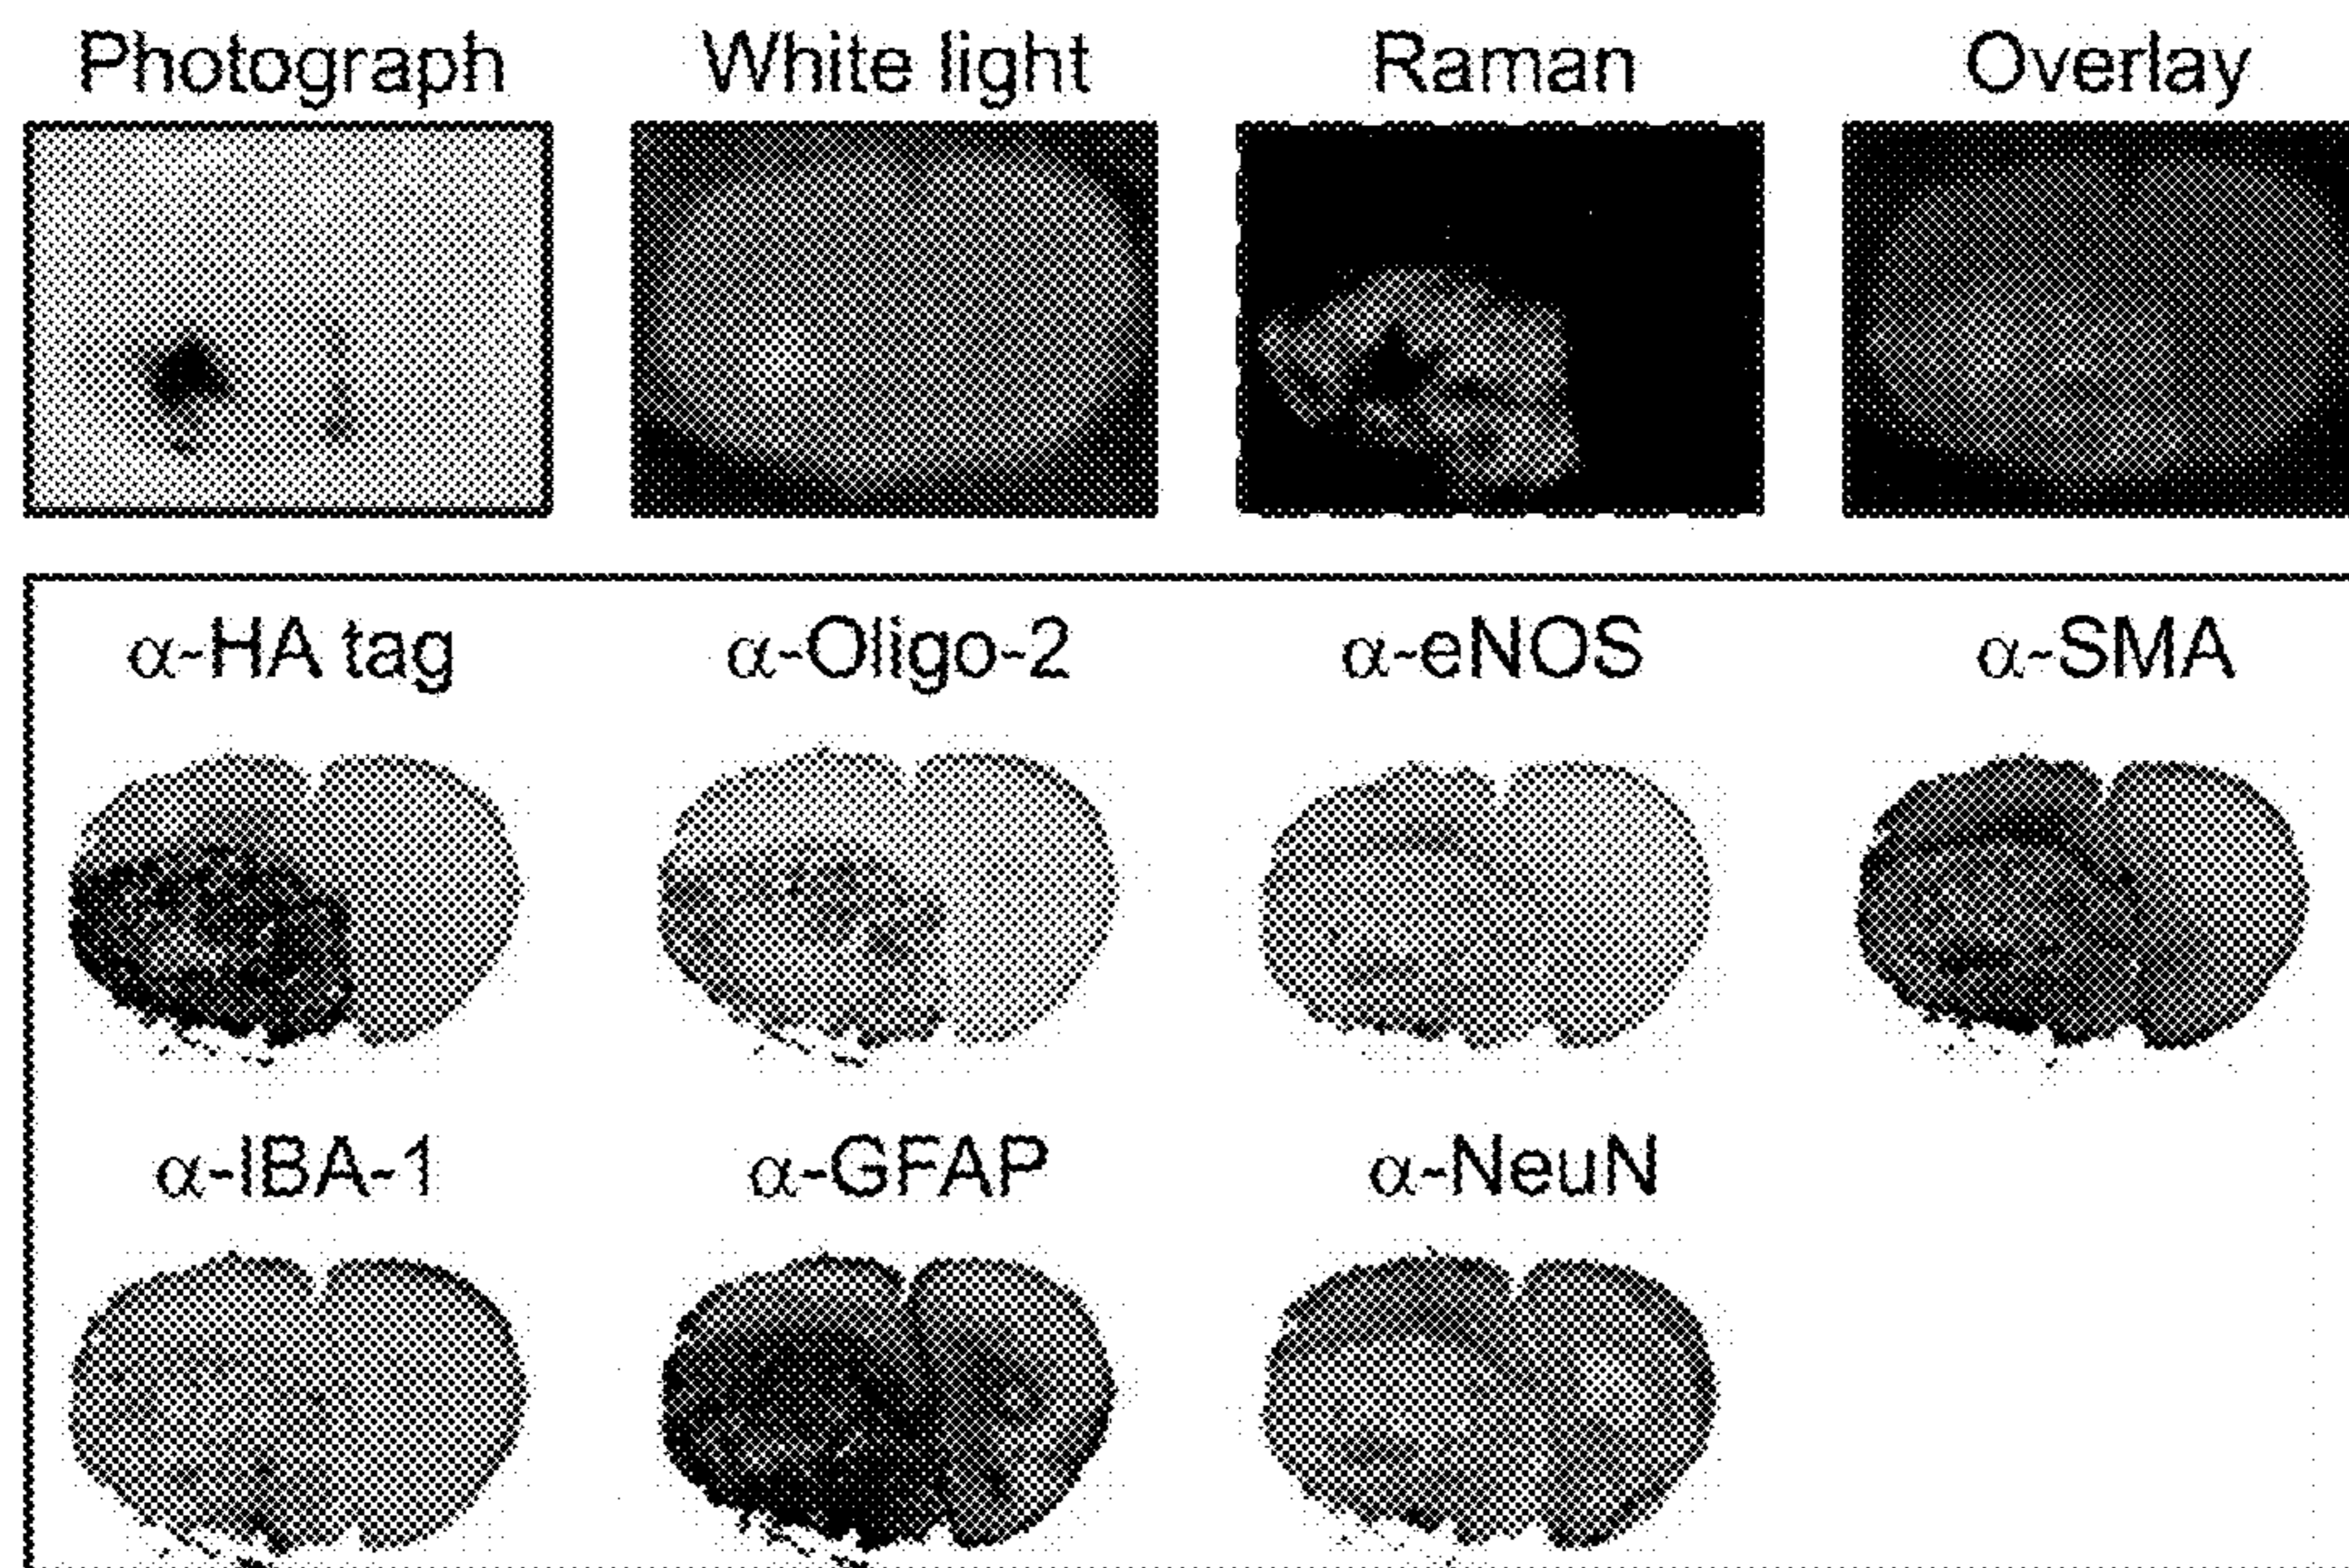 Photograph White light Raman Overlay
α-HA tag α-Oligo-2 α-eNOS α-SMA
α-IBA-1 α-GFAP α-NeuN